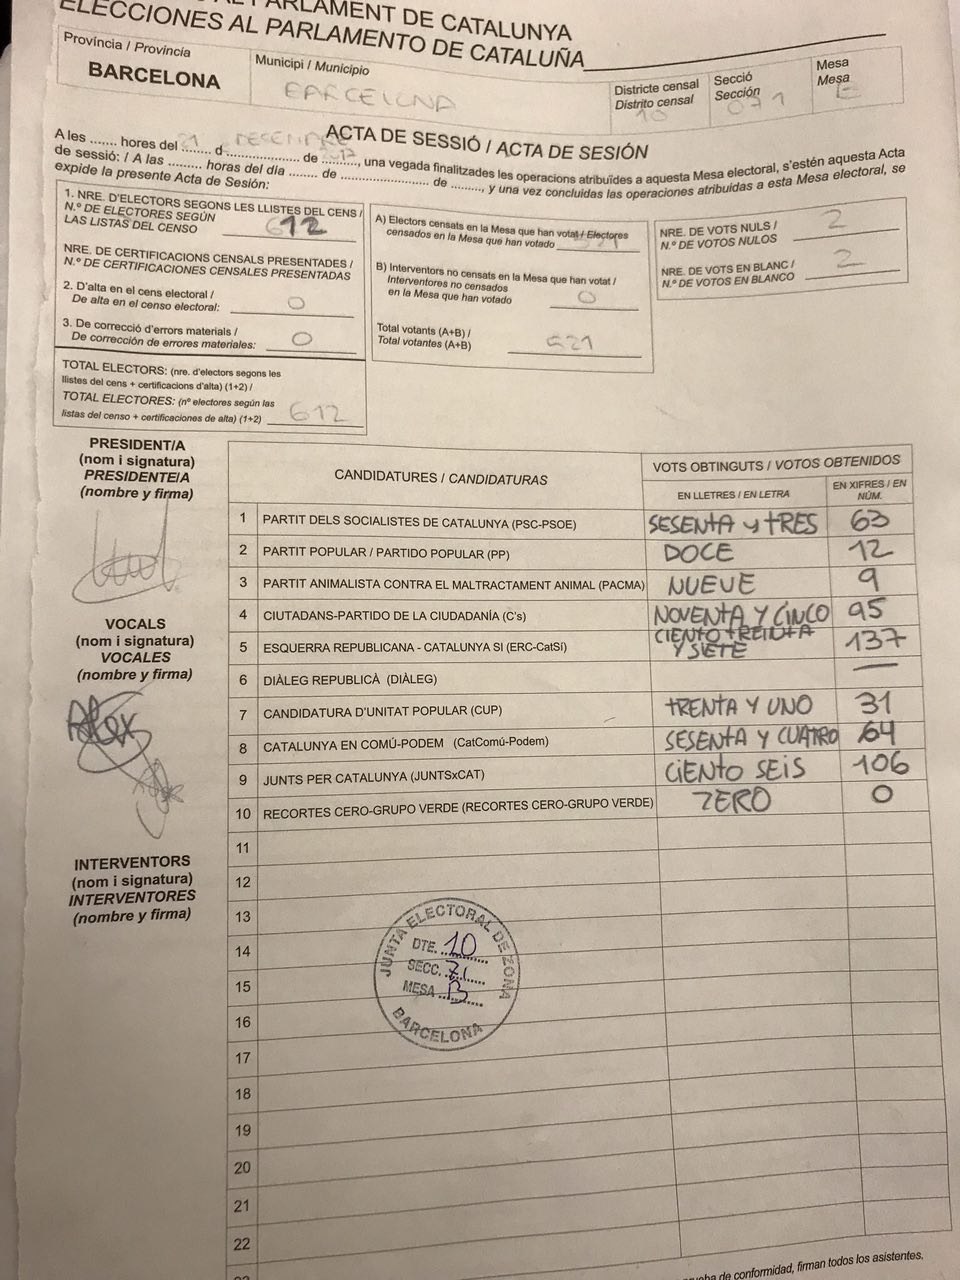 PARLAMENT DE CATALUNYA
ELECCIONES AL PARLAMENTO DE CATALUÑA
Província / Provincia
BARCELONA
Municipi / Municipio
BARCELONA
Districte censal
Distrito censal
10
Secció
Sección
071
Mesa
Mesa
ACTA DE SESSIÓ / ACTA DE SESIÓN
A les ....... hores del 21 d DESEMBRE de 2017, una vegada finalitzades les operacions atribuïdes a aquesta Mesa electoral, s'estén aquesta Acta
de sessió: / A las ......... horas del día ........ de ........................ de ........., y una vez concluidas las operaciones atribuidas a esta Mesa electoral, se
expide la presente Acta de Sesión:
1. NRE. D'ELECTORS SEGONS LES LLISTES DEL CENS /
N.º DE ELECTORES SEGÚN
LAS LISTAS DEL CENSO 612
NRE. DE CERTIFICACIONS CENSALS PRESENTADES /
N.º DE CERTIFICACIONES CENSALES PRESENTADAS
2. D'alta en el cens electoral /
De alta en el censo electoral: 0
3. De correcció d'errors materials /
De corrección de errores materiales: 0
TOTAL ELECTORS: (nre. d'electors segons les
llistes del cens + certificacions d'alta) (1+2) /
TOTAL ELECTORES: (nº electores según las
listas del censo + certificaciones de alta) (1+2) 612
A) Electors censats en la Mesa que han votat / Electores
censados en la Mesa que han votado
B) Interventors no censats en la Mesa que han votat /
Interventores no censados
en la Mesa que han votado 0
Total votants (A+B) /
Total votantes (A+B) 521
NRE. DE VOTS NULS /
N.º DE VOTOS NULOS 2
NRE. DE VOTS EN BLANC /
N.º DE VOTOS EN BLANCO 2
PRESIDENT/A
(nom i signatura)
PRESIDENTE/A
(nombre y firma)
VOCALS
(nom i signatura)
VOCALES
(nombre y firma)
Alex
INTERVENTORS
(nom i signatura)
INTERVENTORES
(nombre y firma)
CANDIDATURES / CANDIDATURAS
VOTS OBTINGUTS / VOTOS OBTENIDOS
EN LLETRES / EN LETRA
EN XIFRES / EN
NÚM.
1 PARTIT DELS SOCIALISTES DE CATALUNYA (PSC-PSOE) SESENTA Y TRES 63
2 PARTIT POPULAR / PARTIDO POPULAR (PP) DOCE 12
3 PARTIT ANIMALISTA CONTRA EL MALTRACTAMENT ANIMAL (PACMA) NUEVE 9
4 CIUTADANS-PARTIDO DE LA CIUDADANÍA (C's) NOVENTA Y CINCO 95
5 ESQUERRA REPUBLICANA - CATALUNYA SI (ERC-CatSí) CIENTO TREINTA Y SIETE 137
6 DIÀLEG REPUBLICÀ (DIÀLEG) —
7 CANDIDATURA D'UNITAT POPULAR (CUP) TRENTA Y UNO 31
8 CATALUNYA EN COMÚ-PODEM (CatComú-Podem) SESENTA Y CUATRO 64
9 JUNTS PER CATALUNYA (JUNTSxCAT) CIENTO SEIS 106
10 RECORTES CERO-GRUPO VERDE (RECORTES CERO-GRUPO VERDE) ZERO 0
11
12
13
14
15
16
17
18
19
20
21
22
23
JUNTA ELECTORAL DE ZONA
DTE. 10
SECC. 71
MESA B
BARCELONA
de conformidad, firman todos los asistentes.